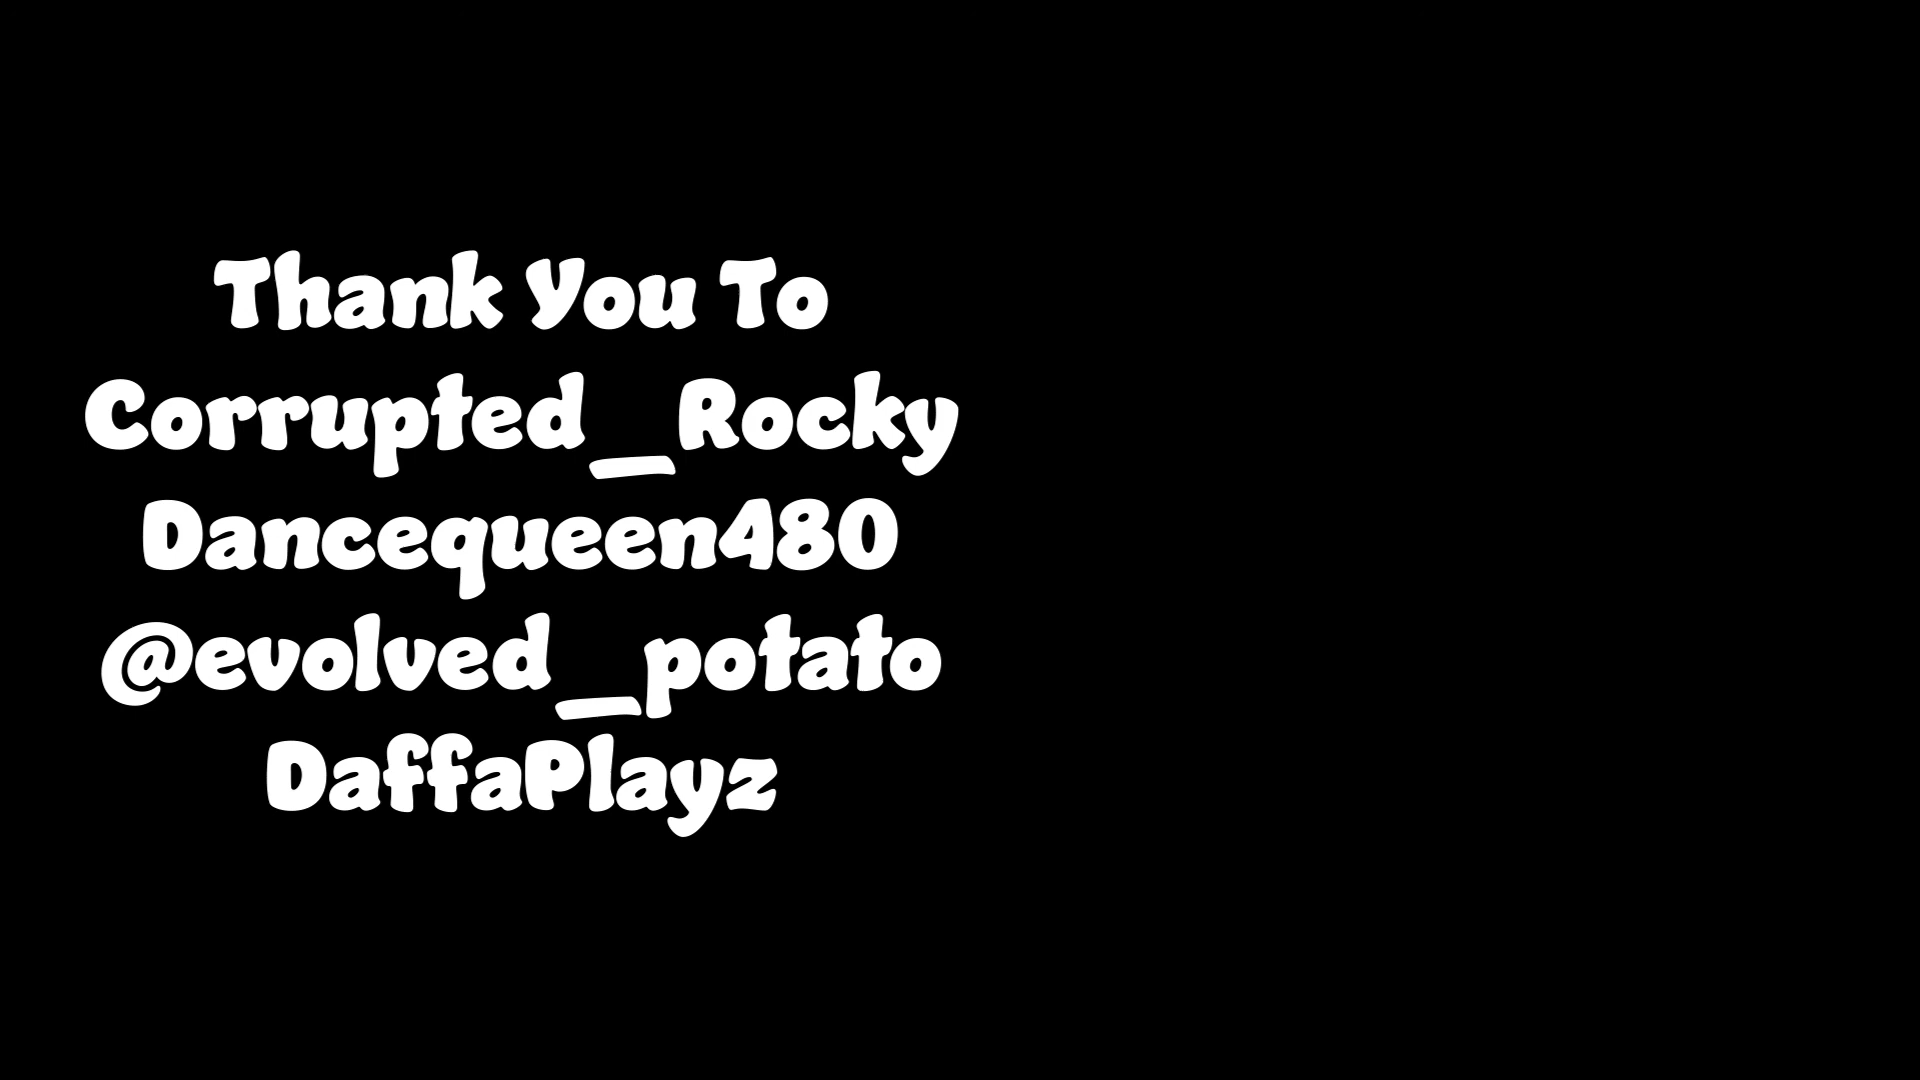 Thank You To
Corrupted_Rocky
Dancequeen480
@evolved_potato
DaffaPlayz